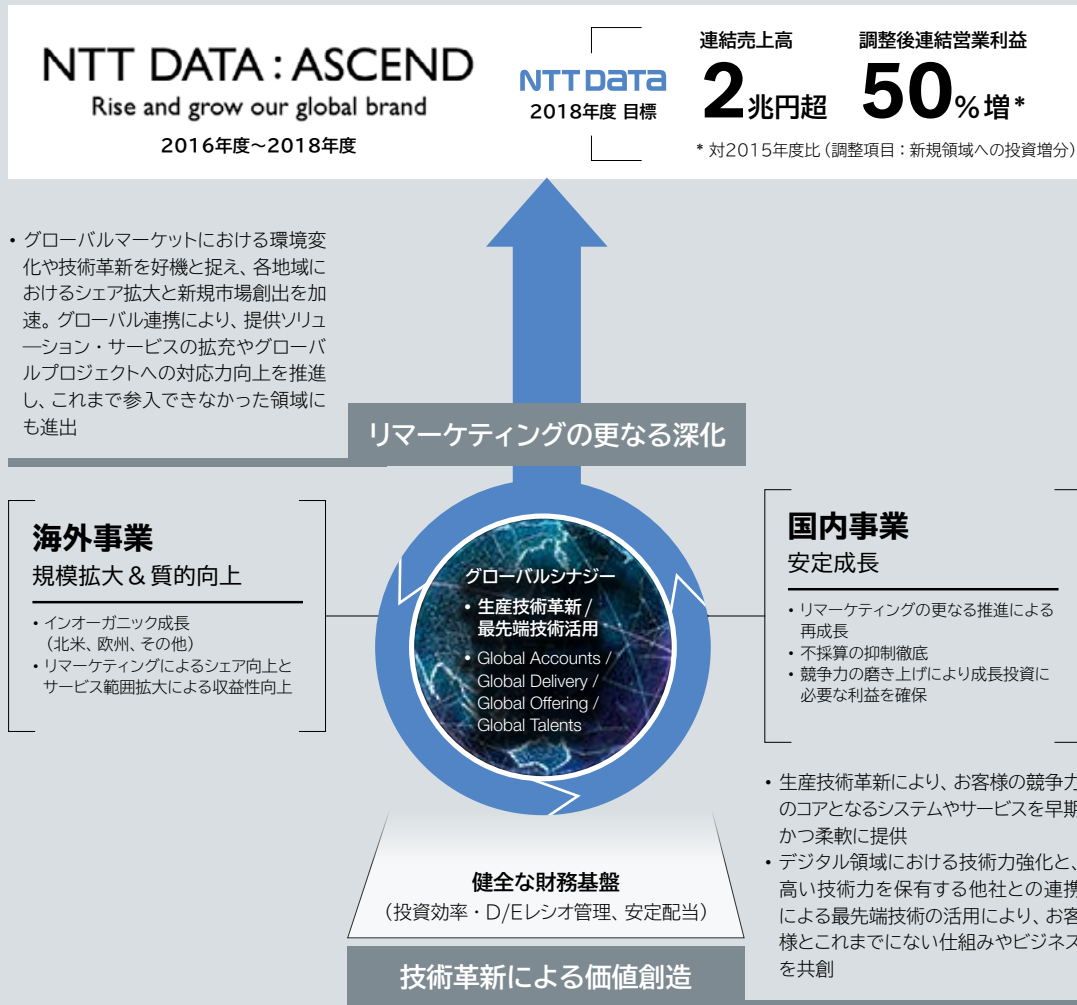 NTT DATA : ASCEND
Rise and grow our global brand
2016年度～2018年度
NTT DATA
2018年度 目標
連結売上高
2兆円超
調整後連結営業利益
50%増*
* 対2015年度比(調整項目：新規領域への投資増分)
• グローバルマーケットにおける環境変
化や技術革新を好機と捉え、各地域に
おけるシェア拡大と新規市場創出を加
速。グローバル連携により、提供ソリュ
ーション・サービスの拡充やグローバ
ルプロジェクトへの対応力向上を推進
し、これまで参入できなかった領域に
も進出
リマーケティングの更なる深化
海外事業
規模拡大＆質的向上
• インオーガニック成長
（北米、欧州、その他）
• リマーケティングによるシェア向上と
サービス範囲拡大による収益性向上
グローバルシナジー
• 生産技術革新/
最先端技術活用
• Global Accounts /
Global Delivery /
Global Offering /
Global Talents
国内事業
安定成長
• リマーケティングの更なる推進による
再成長
• 不採算の抑制徹底
• 競争力の磨き上げにより成長投資に
必要な利益を確保
健全な財務基盤
（投資効率・D/Eレシオ管理、安定配当）
技術革新による価値創造
• 生産技術革新により、お客様の競争力
のコアとなるシステムやサービスを早期
かつ柔軟に提供
• デジタル領域における技術力強化と、
高い技術力を保有する他社との連携
による最先端技術の活用により、お客
様とこれまでにない仕組みやビジネス
を共創